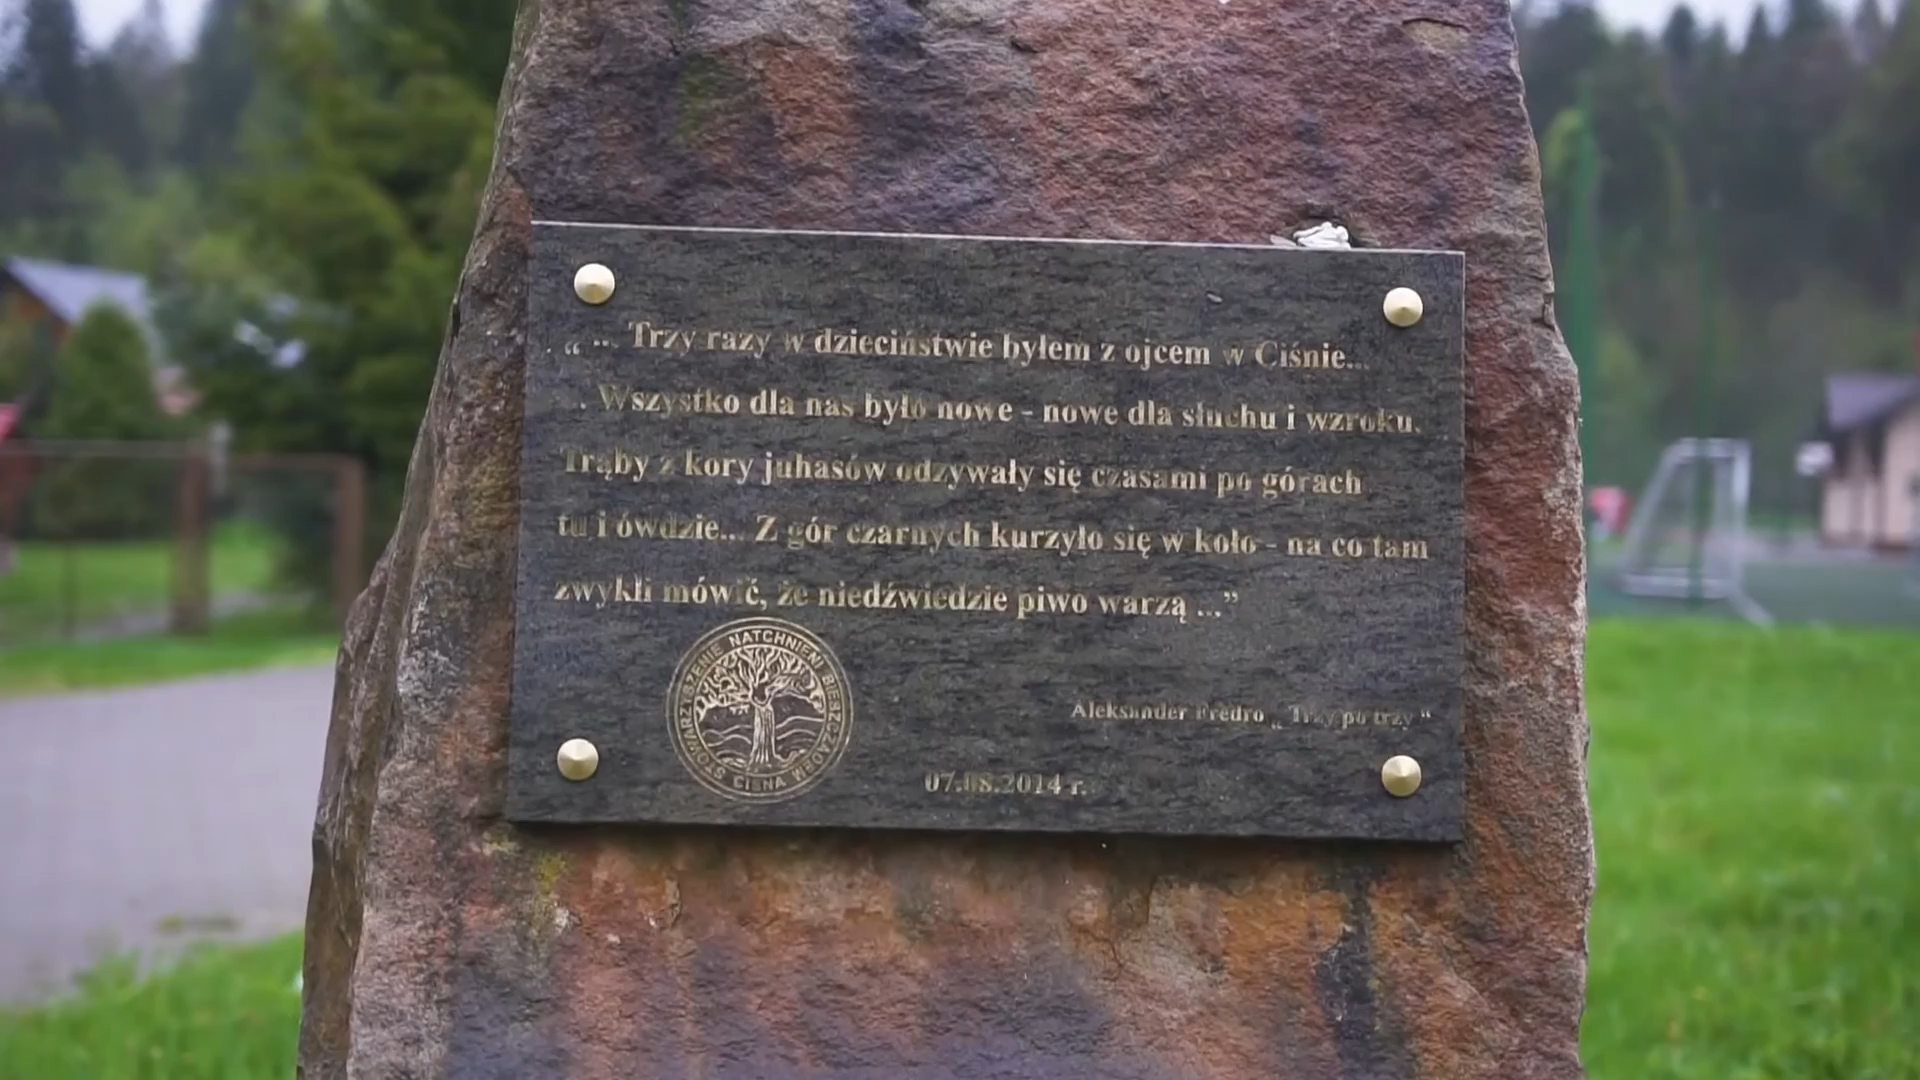 „ ... Trzy razy w dzieciństwie byłem z ojcem w Ciśnie...
. Wszystko dla nas było nowe - nowe dla słuchu i wzroku.
Trąby z kory juhasów odzywały się czasami po górach
tu i ówdzie... Z gór czarnych kurzyło się w koło - na co tam
zwykli mówić, że niedźwiedzie piwo warzą ...”
STOWARZYSZENIE NATCHNIENI BIESZCZADEM
CISNA
Aleksander Fredro „ Trzy po trzy “
07.08.2014 r.